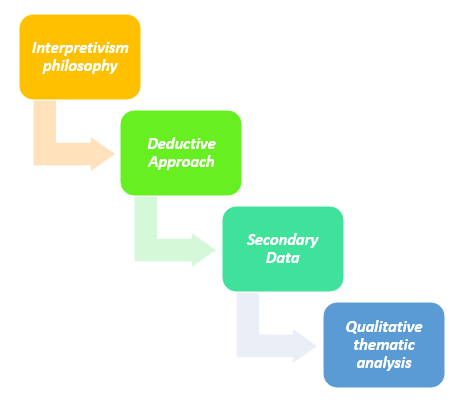 Interpretivism
philosophy
Deductive
Approach
Secondary
Data
Qualitative
thematic
analysis